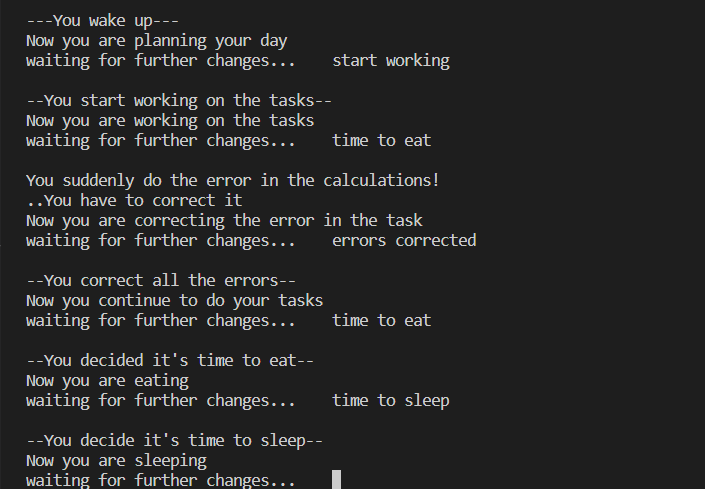 ---You wake up---
Now you are planning your day
waiting for further changes...    start working
--You start working on the tasks--
Now you are working on the tasks
waiting for further changes...    time to eat
You suddenly do the error in the calculations!
..You have to correct it
Now you are correcting the error in the task
waiting for further changes...    errors corrected
--You correct all the errors--
Now you continue to do your tasks
waiting for further changes...    time to eat
--You decided it's time to eat--
Now you are eating
waiting for further changes...    time to sleep
--You decide it's time to sleep--
Now you are sleeping
waiting for further changes...